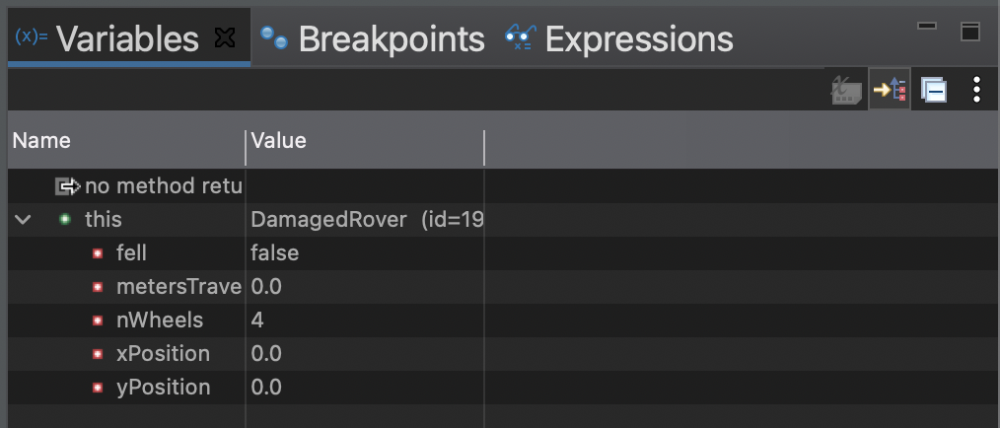 (x)= Variables Breakpoints Expressions
Name Value
no method retu
this DamagedRover (id=19
fell false
metersTrave 0.0
nWheels 4
xPosition 0.0
yPosition 0.0